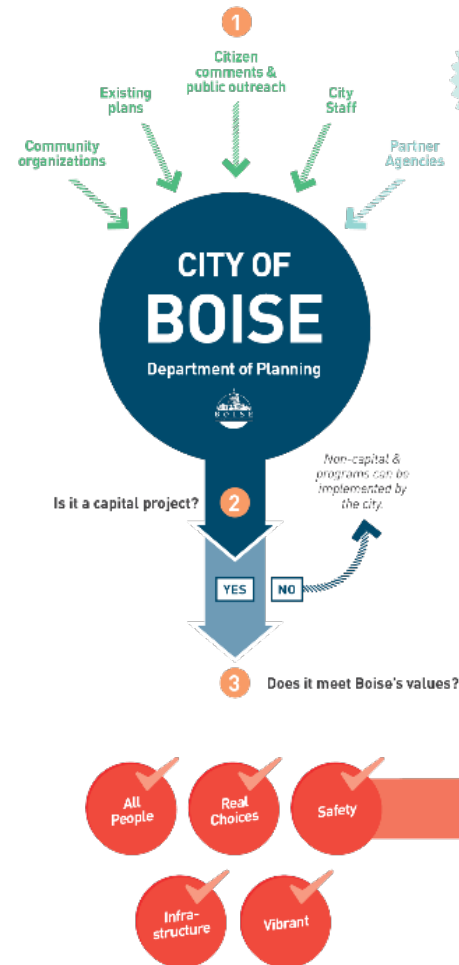 1
Citizen
comments &
public outreach
Existing
plans
City
Staff
Community
organizations
Partner
Agencies
CITY OF
BOISE
Department of Planning
BOISE
Non-capital &
programs can be
implemented by
the city.
Is it a capital project?
2
YES
NO
3
Does it meet Boise's values?
All
People
Real
Choices
Safety
Infra-
structure
Vibrant